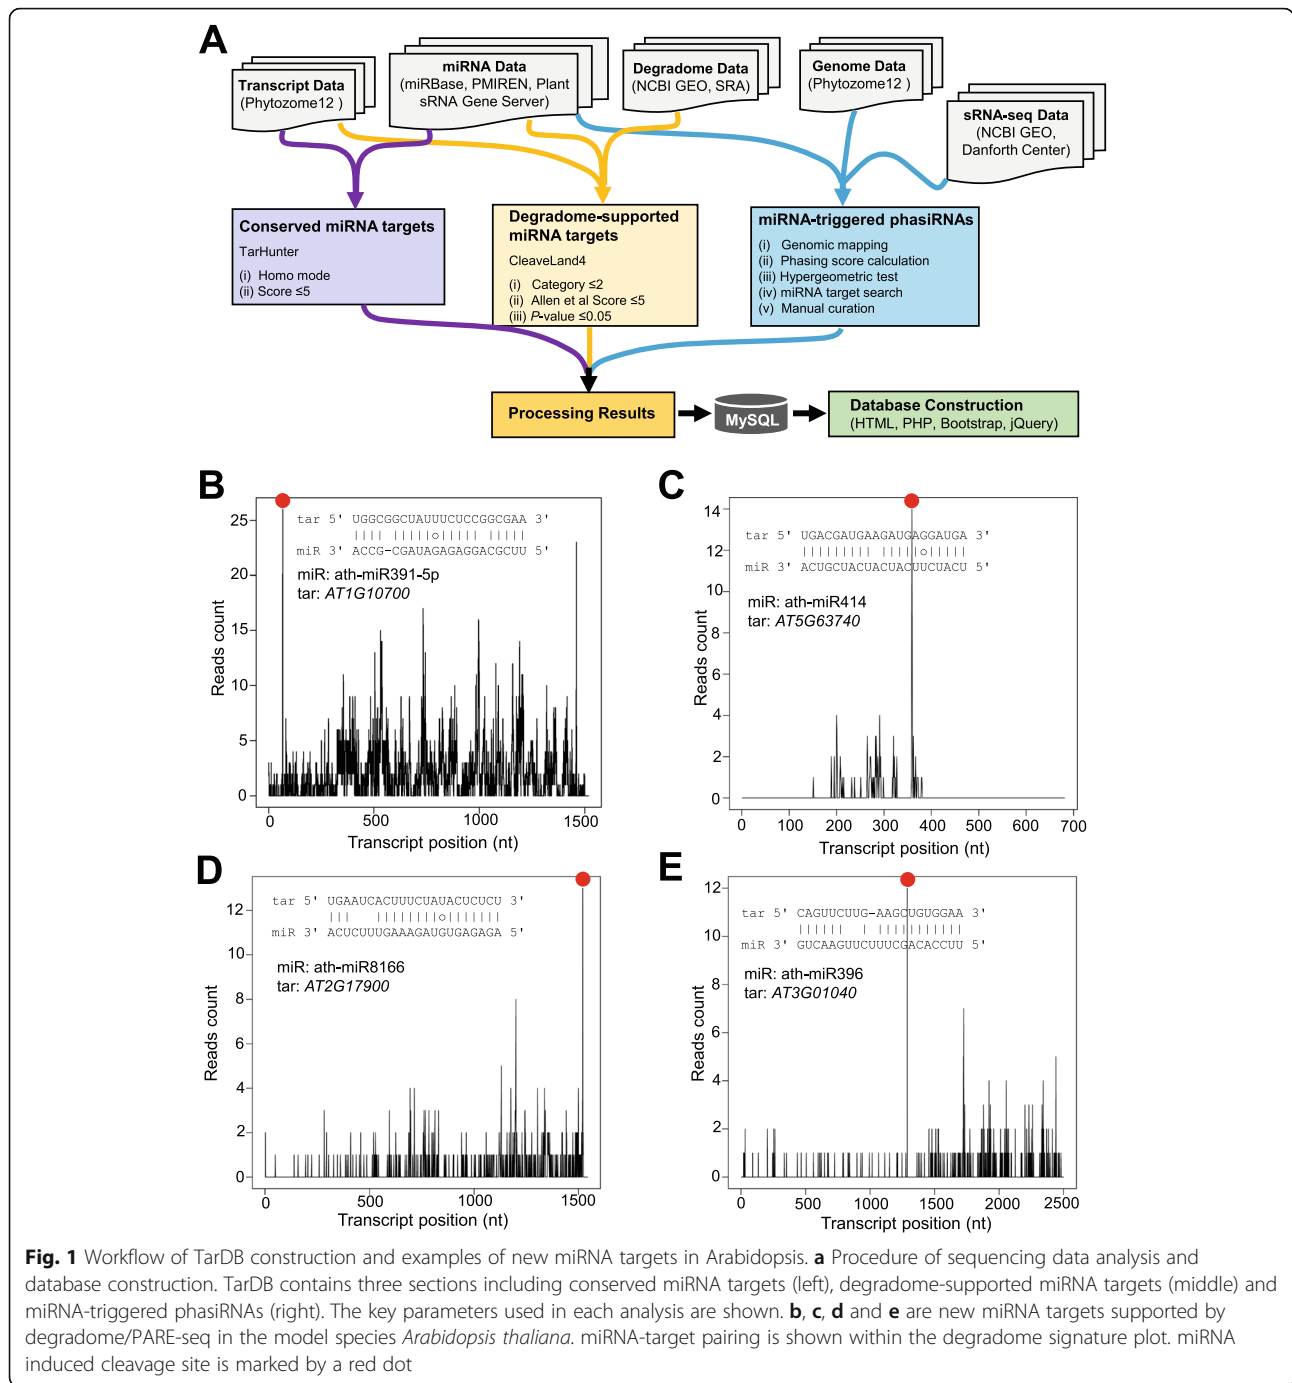 A
Transcript Data
(Phytozome12 )
miRNA Data
(miRBase, PMIREN, Plant
sRNA Gene Server)
Degradome Data
(NCBI GEO, SRA)
Genome Data
(Phytozome12)
sRNA-seq Data
(NCBI GEO,
Danforth Center)
Conserved miRNA targets
TarHunter
(i) Homo mode
(ii) Score ≤5
Degradome-supported
miRNA targets
CleaveLand4
(i) Category ≤2
(ii) Allen et al Score ≤5
(iii) P-value ≤0.05
miRNA-triggered phasiRNAs
(i) Genomic mapping
(ii) Phasing score calculation
(iii) Hypergeometric test
(iv) miRNA target search
(v) Manual curation
Processing Results
MySQL
Database Construction
(HTML, PHP, Bootstrap, jQuery)
B
Reads count
25
20
15
10
5
0
tar 5' UGGCGGCUAUUUCUCCGGCGAA 3'
miR 3' ACCG-CGAUAGAGAGGACGCUU 5'
miR: ath-miR391-5p
tar: AT1G10700
0 500 1000 1500
Transcript position (nt)
C
Reads count
14
12
10
8
6
4
2
0
tar 5' UGACGAUGAAGAUGAGGAUGA 3'
miR 3' ACUGCUACUACUACUUCUACU 5'
miR: ath-miR414
tar: AT5G63740
0 100 200 300 400 500 600 700
Transcript position (nt)
D
Reads count
12
10
8
6
4
2
0
tar 5' UGAAUCACUUUCUAUACUCUCU 3'
miR 3' ACUCUUUGAAAGAUGUGAGAGA 5'
miR: ath-miR8166
tar: AT2G17900
0 500 1000 1500
Transcript position (nt)
E
Reads count
12
10
8
6
4
2
0
tar 5' CAGUUCUUG-AAGCUGUGGAA 3'
miR 3' GUCAAGUUCUUUCGACACCUU 5'
miR: ath-miR396
tar: AT3G01040
0 500 1000 1500 2000 2500
Transcript position (nt)
Fig. 1 Workflow of TarDB construction and examples of new miRNA targets in Arabidopsis. a Procedure of sequencing data analysis and
database construction. TarDB contains three sections including conserved miRNA targets (left), degradome-supported miRNA targets (middle) and
miRNA-triggered phasiRNAs (right). The key parameters used in each analysis are shown. b, c, d and e are new miRNA targets supported by
degradome/PARE-seq in the model species Arabidopsis thaliana. miRNA-target pairing is shown within the degradome signature plot. miRNA
induced cleavage site is marked by a red dot